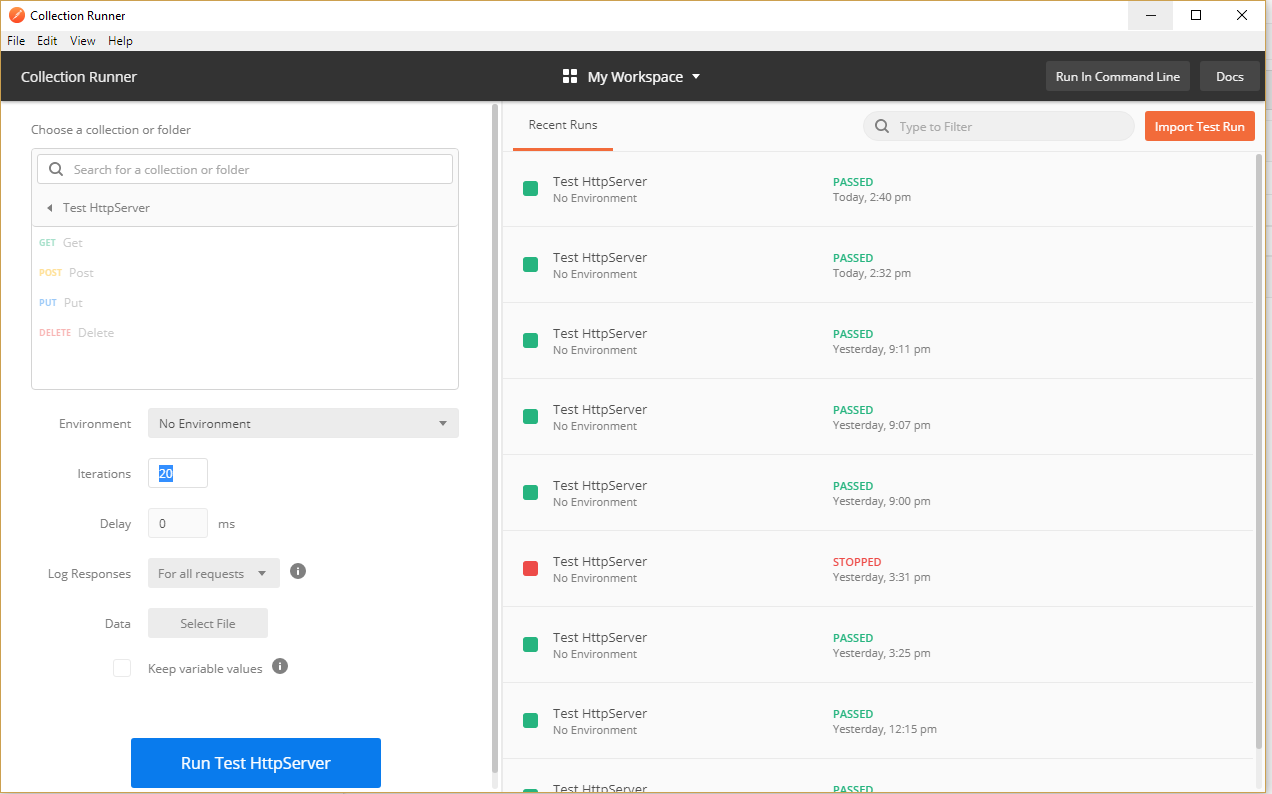 Collection Runner
File Edit View Help
Collection Runner
My Workspace
Run In Command Line
Docs
Choose a collection or folder
Search for a collection or folder
Test HttpServer
GET Get
POST Post
PUT Put
DELETE Delete
Environment No Environment
Iterations 20
Delay 0 ms
Log Responses For all requests
Data Select File
Keep variable values
Run Test HttpServer
Recent Runs
Type to Filter
Import Test Run
Test HttpServer PASSED
No Environment Today, 2:40 pm
Test HttpServer PASSED
No Environment Today, 2:32 pm
Test HttpServer PASSED
No Environment Yesterday, 9:11 pm
Test HttpServer PASSED
No Environment Yesterday, 9:07 pm
Test HttpServer PASSED
No Environment Yesterday, 9:00 pm
Test HttpServer STOPPED
No Environment Yesterday, 3:31 pm
Test HttpServer PASSED
No Environment Yesterday, 3:25 pm
Test HttpServer PASSED
No Environment Yesterday, 12:15 pm
Test HttpServer PASSED